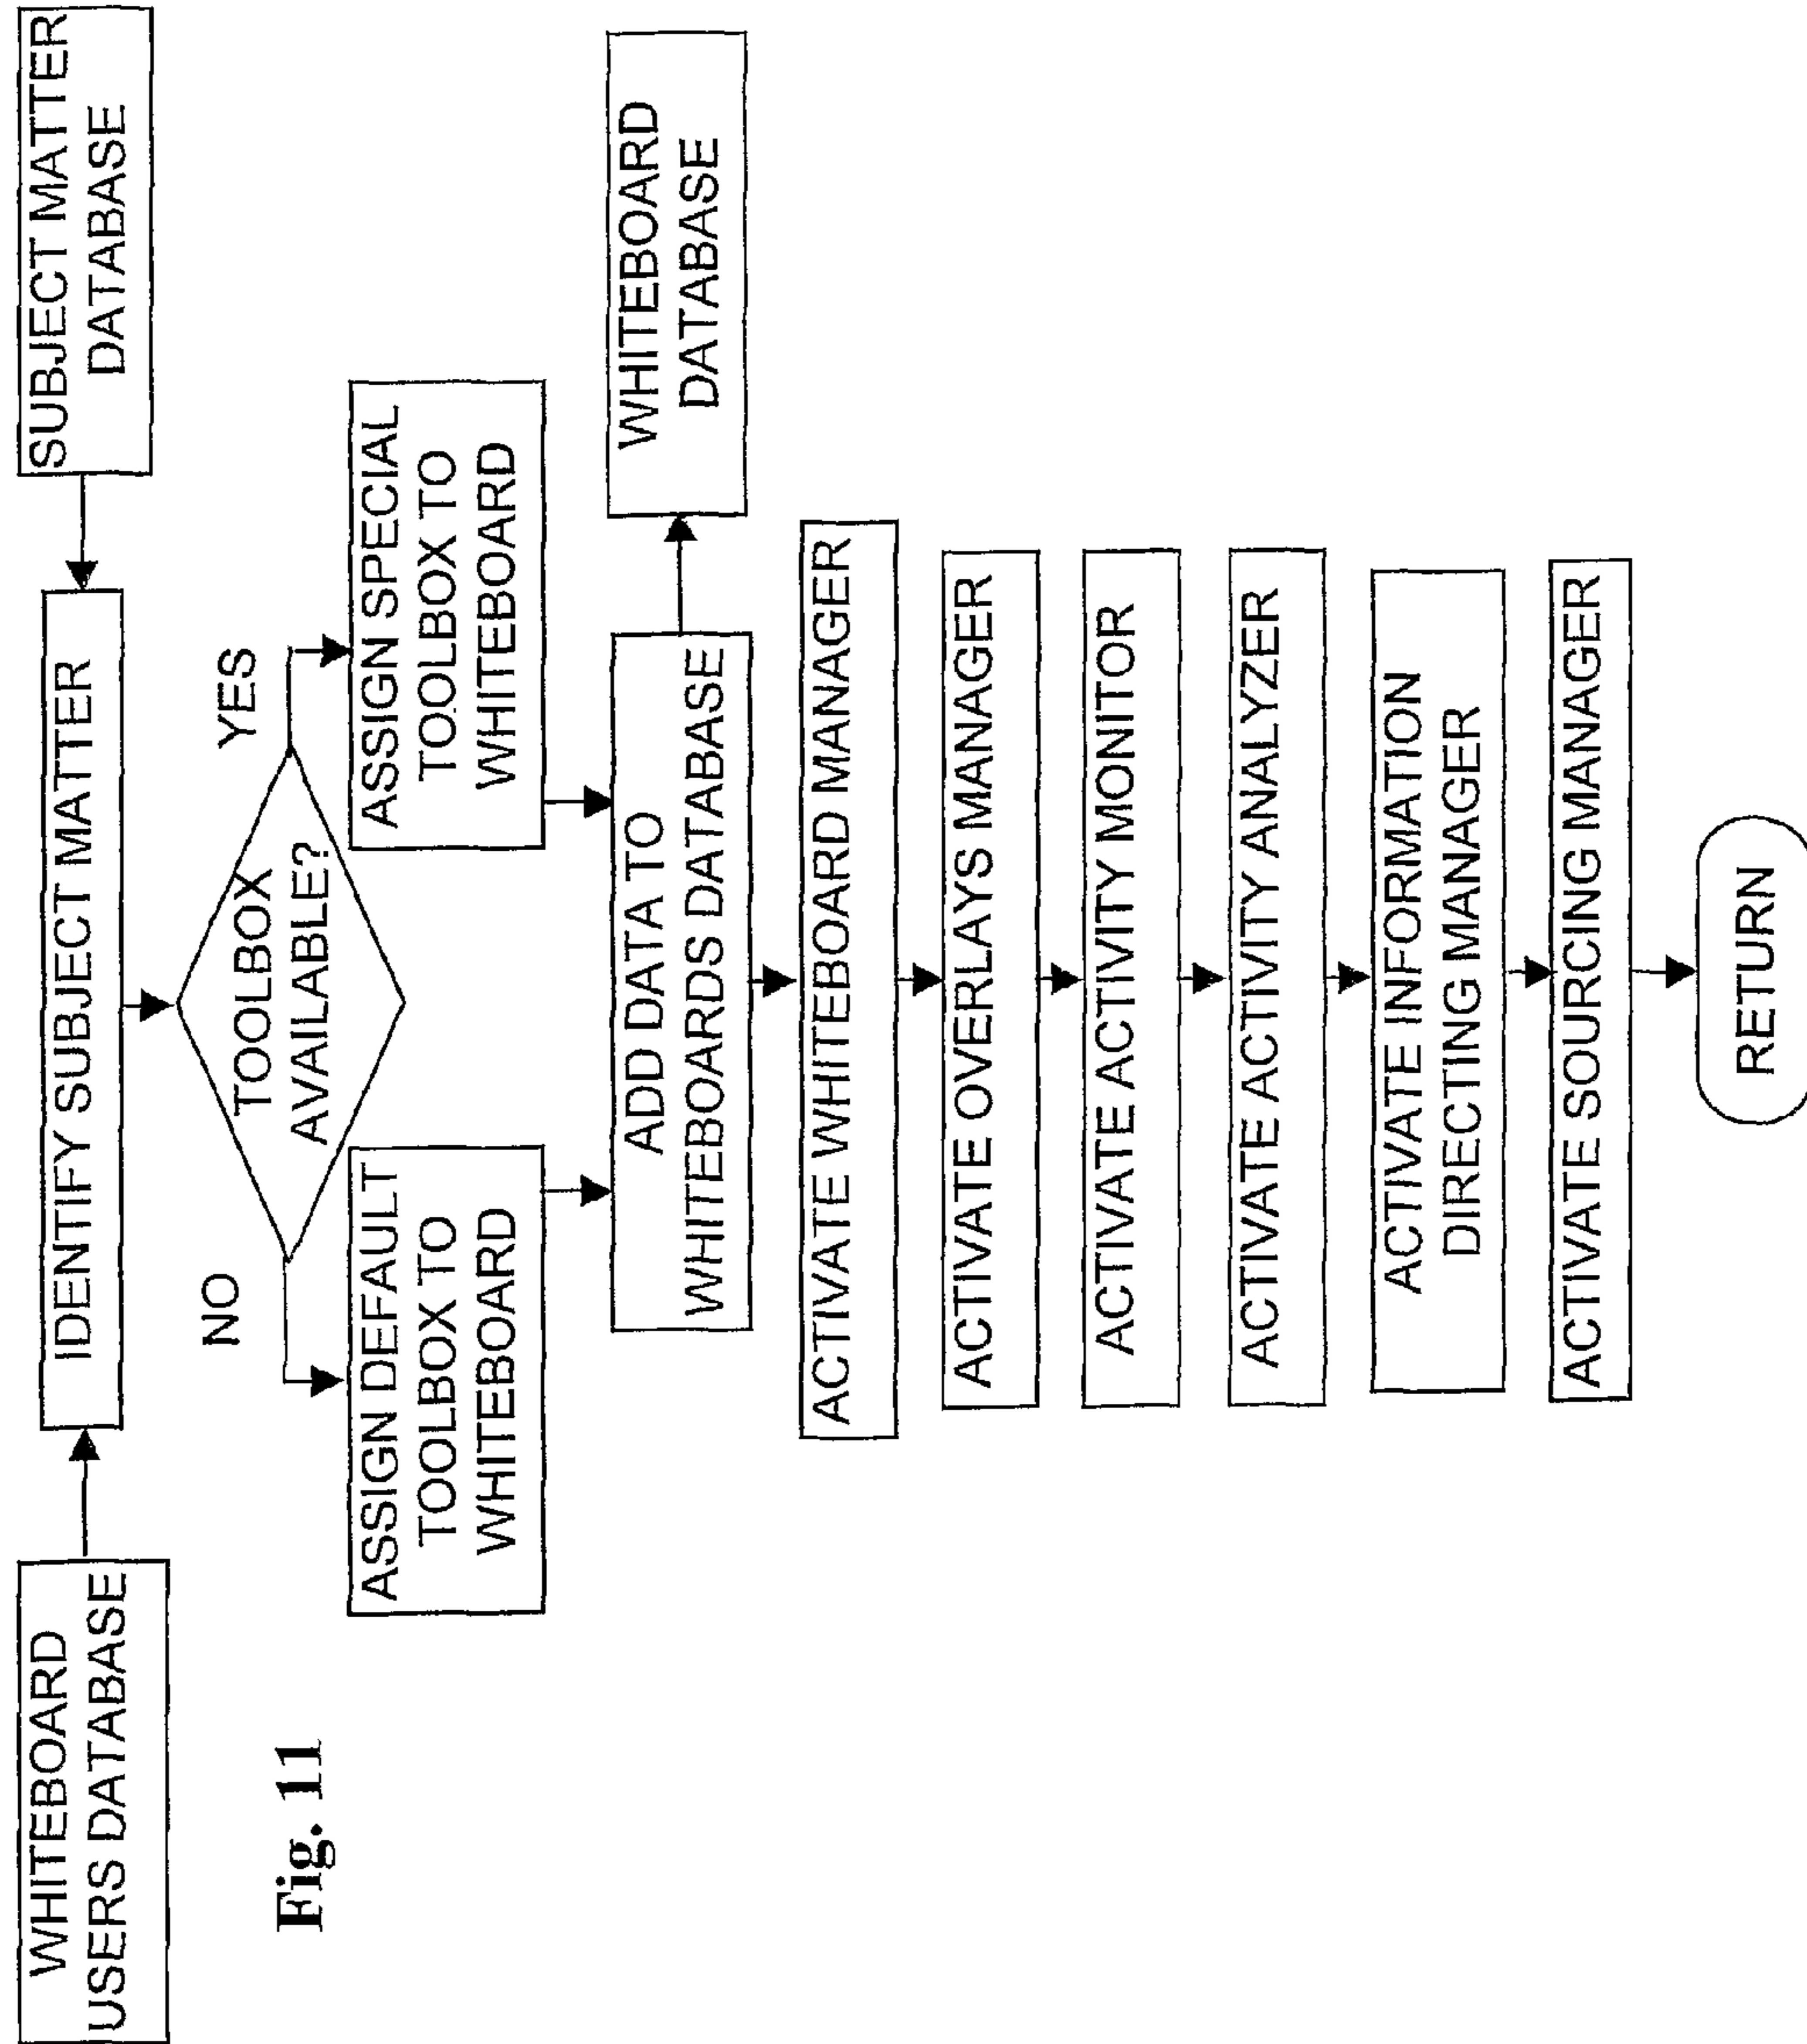 WHITEBOARD
USERS DATABASE
IDENTIFY SUBJECT MATTER
SUBJECT MATTER
DATABASE
TOOLBOX
AVAILABLE?
NO
YES
ASSIGN DEFAULT
TOOLBOX TO
WHITEBOARD
ASSIGN SPECIAL
TOOLBOX TO
WHITEBOARD
ADD DATA TO
WHITEBOARDS DATABASE
WHITEBOARD
DATABASE
ACTIVATE WHITEBOARD MANAGER
ACTIVATE OVERLAYS MANAGER
ACTIVATE ACTIVITY MONITOR
ACTIVATE ACTIVITY ANALYZER
ACTIVATE INFORMATION
DIRECTING MANAGER
ACTIVATE SOURCING MANAGER
RETURN
Fig. 11